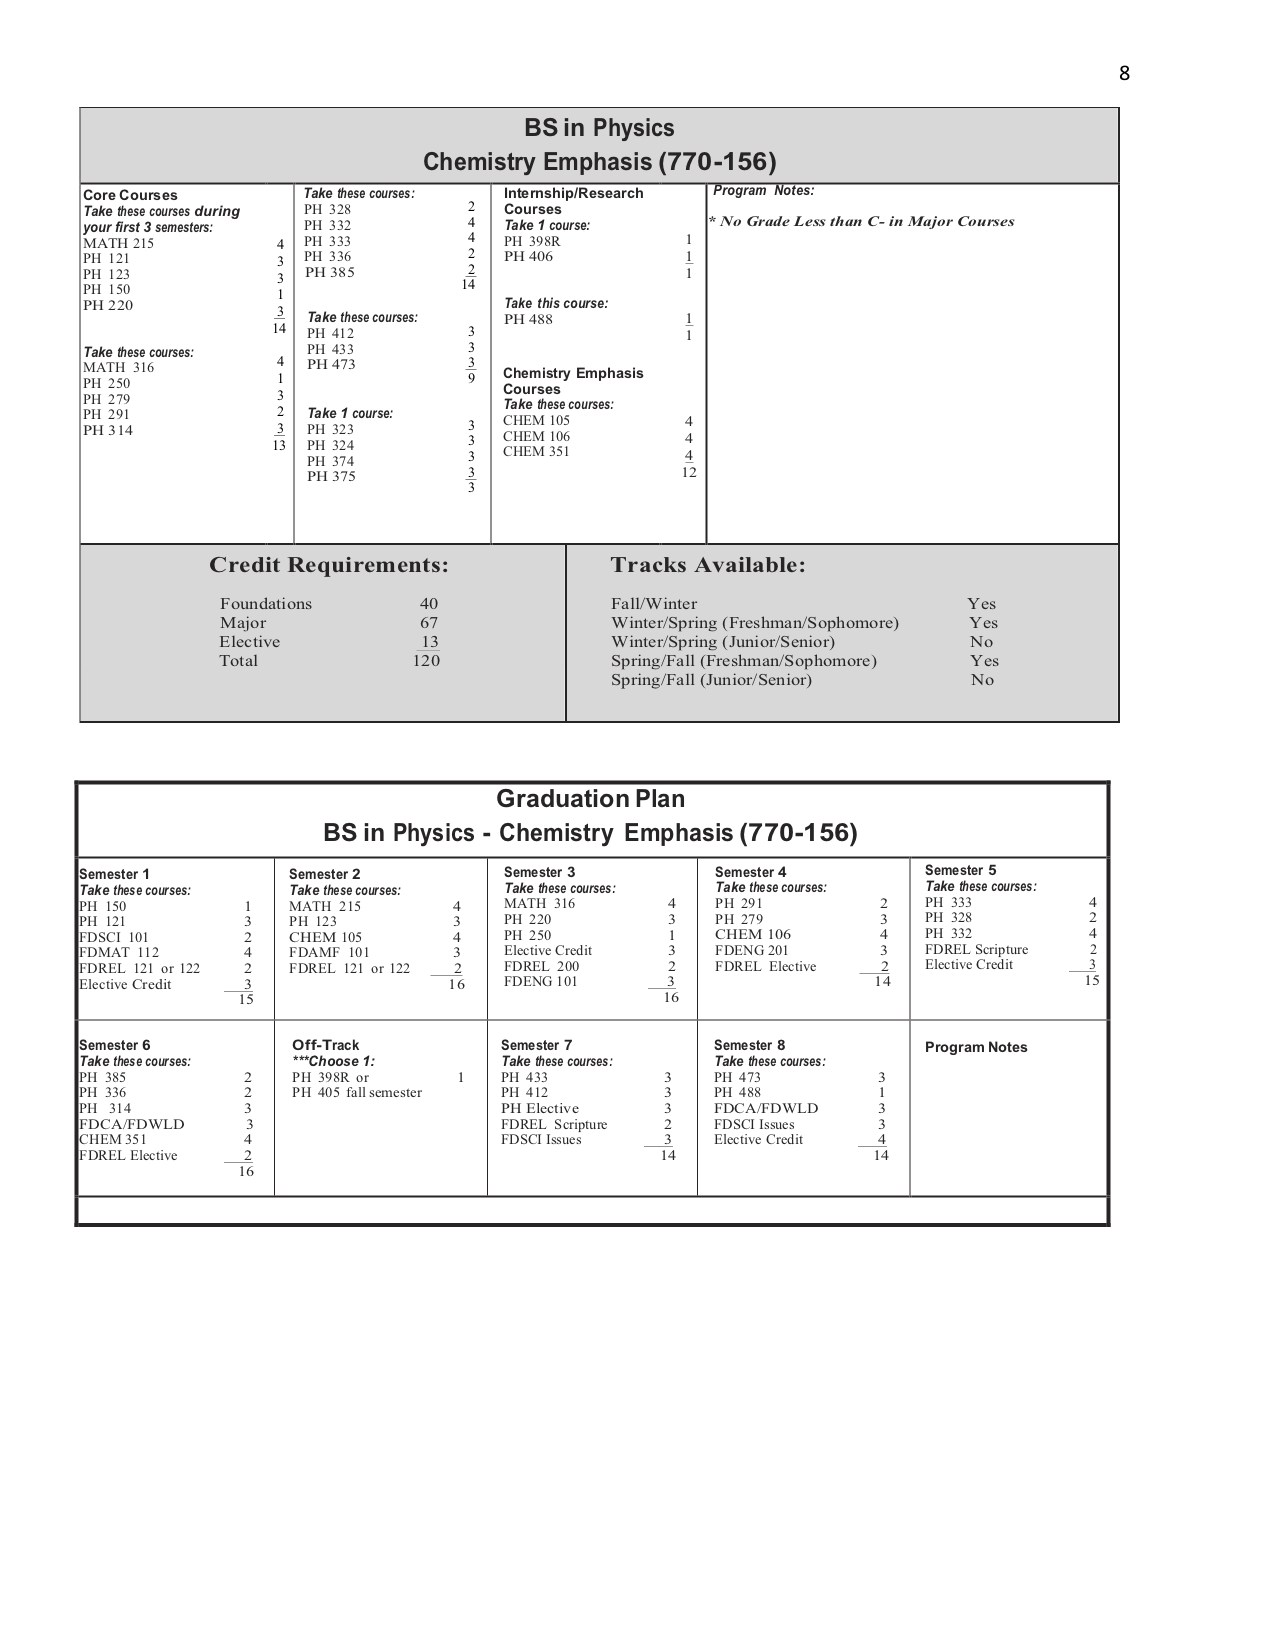 8
BS in Physics
Chemistry Emphasis (770-156)
Core Courses
Take these courses during
your first 3 semesters:
MATH 215 4
PH 121 3
PH 123 3
PH 150 1
PH 220 3
14
Take these courses:
MATH 316 4
PH 250 1
PH 279 3
PH 291 2
PH 314 3
13
Take these courses:
PH 328 2
PH 332 4
PH 333 4
PH 336 2
PH 385 2
14
Take these courses:
PH 412 3
PH 433 3
PH 473 3
9
Take 1 course:
PH 323 3
PH 324 3
PH 374 3
PH 375 3
3
Internship/Research
Courses
Take 1 course:
PH 398R 1
PH 406 1
1
Take this course:
PH 488 1
1
Chemistry Emphasis
Courses
Take these courses:
CHEM 105 4
CHEM 106 4
CHEM 351 4
12
Program Notes:
* No Grade Less than C- in Major Courses
Credit Requirements:
Foundations 40
Major 67
Elective 13
Total 120
Tracks Available:
Fall/Winter Yes
Winter/Spring (Freshman/Sophomore) Yes
Winter/Spring (Junior/Senior) No
Spring/Fall (Freshman/Sophomore) Yes
Spring/Fall (Junior/Senior) No
Graduation Plan
BS in Physics - Chemistry Emphasis (770-156)
Semester 1
Take these courses:
PH 150 1
PH 121 3
FDSCI 101 2
FDMAT 112 4
FDREL 121 or 122 2
Elective Credit 3
15
Semester 2
Take these courses:
MATH 215 4
PH 123 3
CHEM 105 4
FDAMF 101 3
FDREL 121 or 122 2
16
Semester 3
Take these courses:
MATH 316 4
PH 220 3
PH 250 1
Elective Credit 3
FDREL 200 2
FDENG 101 3
16
Semester 4
Take these courses:
PH 291 2
PH 279 3
CHEM 106 4
FDENG 201 3
FDREL Elective 2
14
Semester 5
Take these courses:
PH 333 4
PH 328 2
PH 332 4
FDREL Scripture 2
Elective Credit 3
15
Semester 6
Take these courses:
PH 385 2
PH 336 2
PH 314 3
FDCA/FDWLD 3
CHEM 351 4
FDREL Elective 2
16
Off-Track
***Choose 1:
PH 398R or 1
PH 405 fall semester
Semester 7
Take these courses:
PH 433 3
PH 412 3
PH Elective 3
FDREL Scripture 2
FDSCI Issues 3
14
Semester 8
Take these courses:
PH 473 3
PH 488 1
FDCA/FDWLD 3
FDSCI Issues 3
Elective Credit 4
14
Program Notes